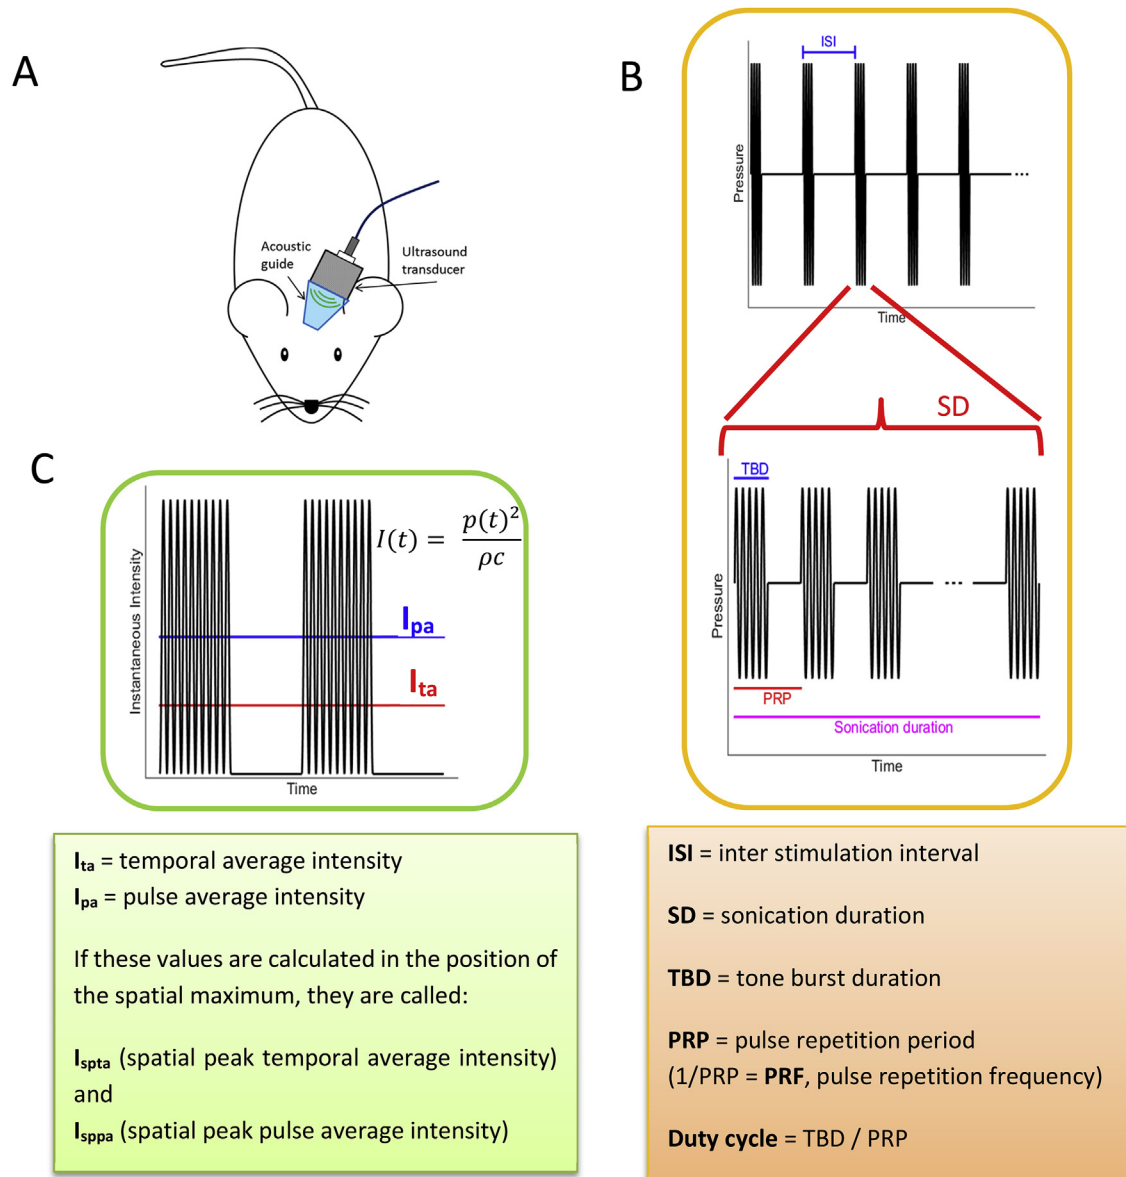 A
Acoustic
guide
Ultrasound
transducer
B
ISI
Pressure
Time
SD
TBD
Pressure
...
PRP
Sonication duration
Time
C
I(t) = p(t)² / ρc
Instantaneous Intensity
Ipa
Ita
Time
Ita = temporal average intensity
Ipa = pulse average intensity
If these values are calculated in the position of
the spatial maximum, they are called:
Ispta (spatial peak temporal average intensity)
and
Isppa (spatial peak pulse average intensity)
ISI = inter stimulation interval
SD = sonication duration
TBD = tone burst duration
PRP = pulse repetition period
(1/PRP = PRF, pulse repetition frequency)
Duty cycle = TBD / PRP